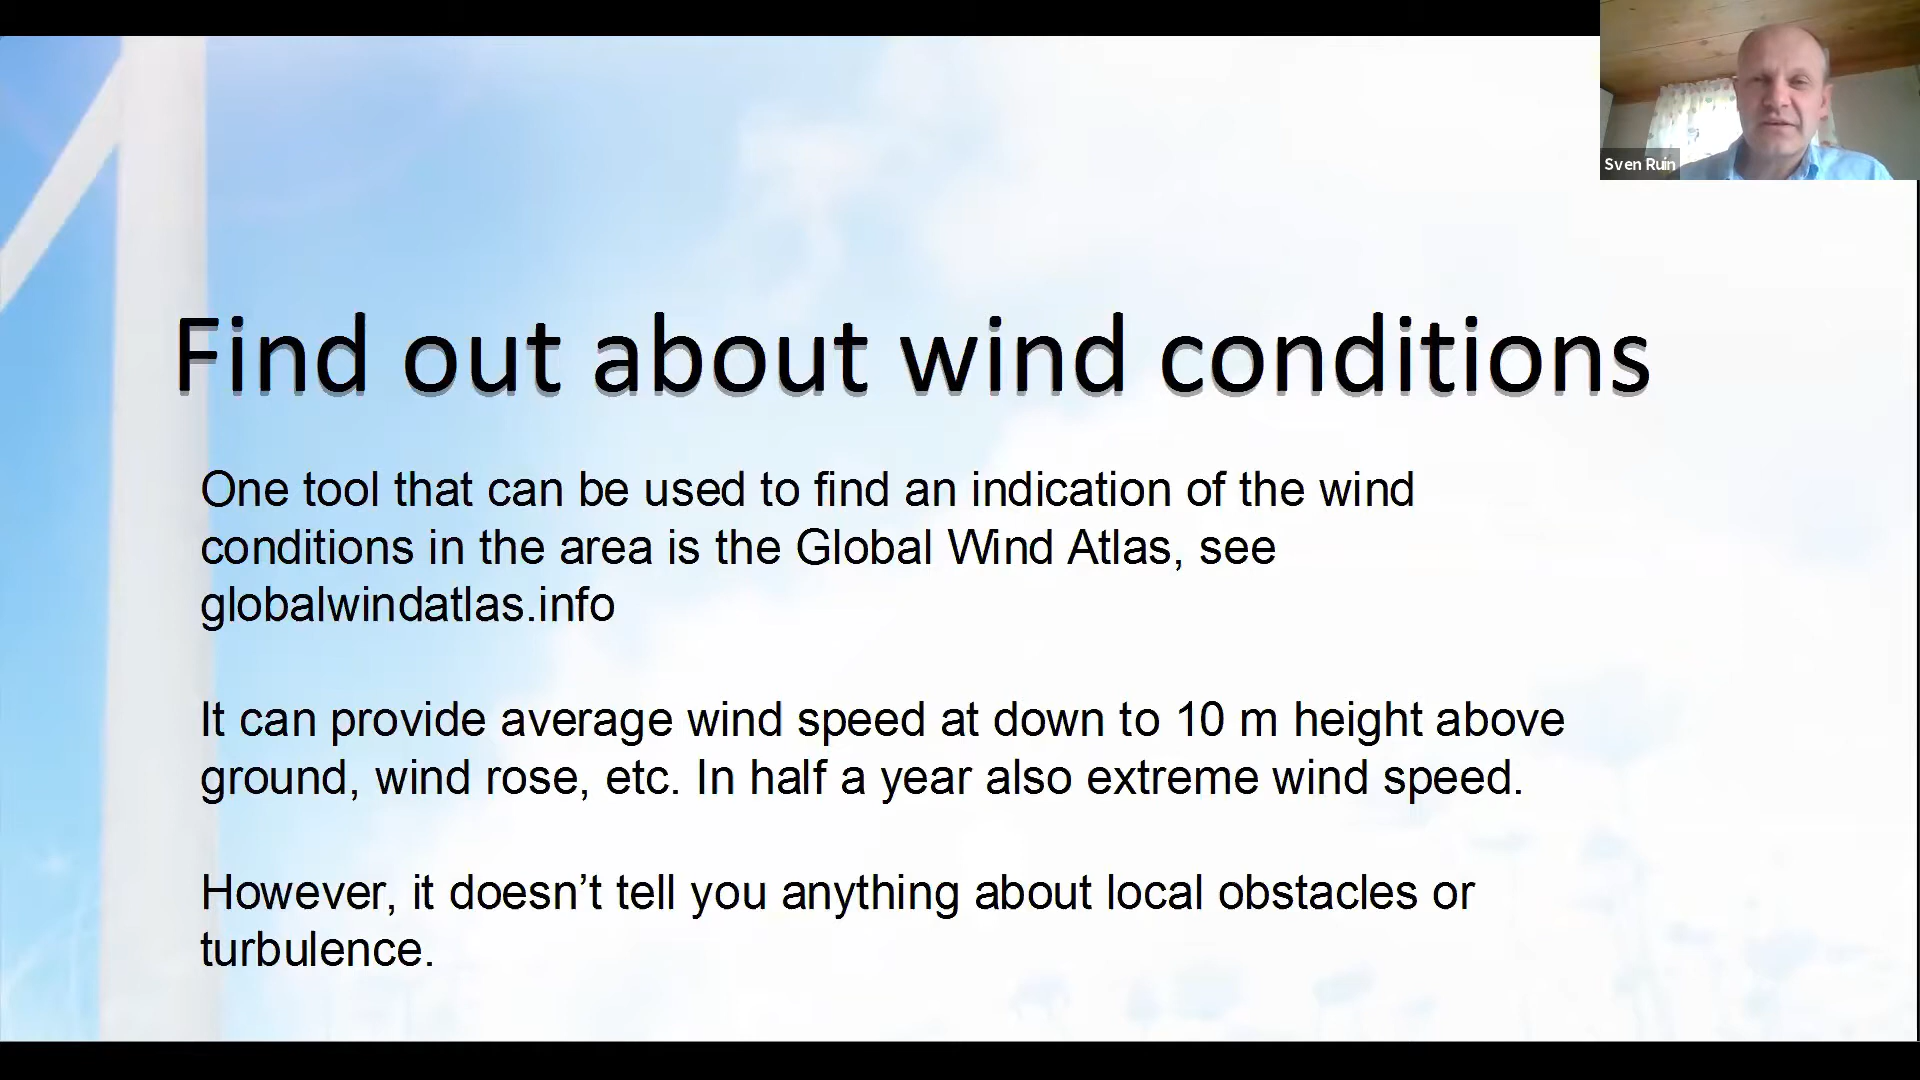 Sven Ruin
Find out about wind conditions
One tool that can be used to find an indication of the wind
conditions in the area is the Global Wind Atlas, see
globalwindatlas.info
It can provide average wind speed at down to 10 m height above
ground, wind rose, etc. In half a year also extreme wind speed.
However, it doesn’t tell you anything about local obstacles or
turbulence.